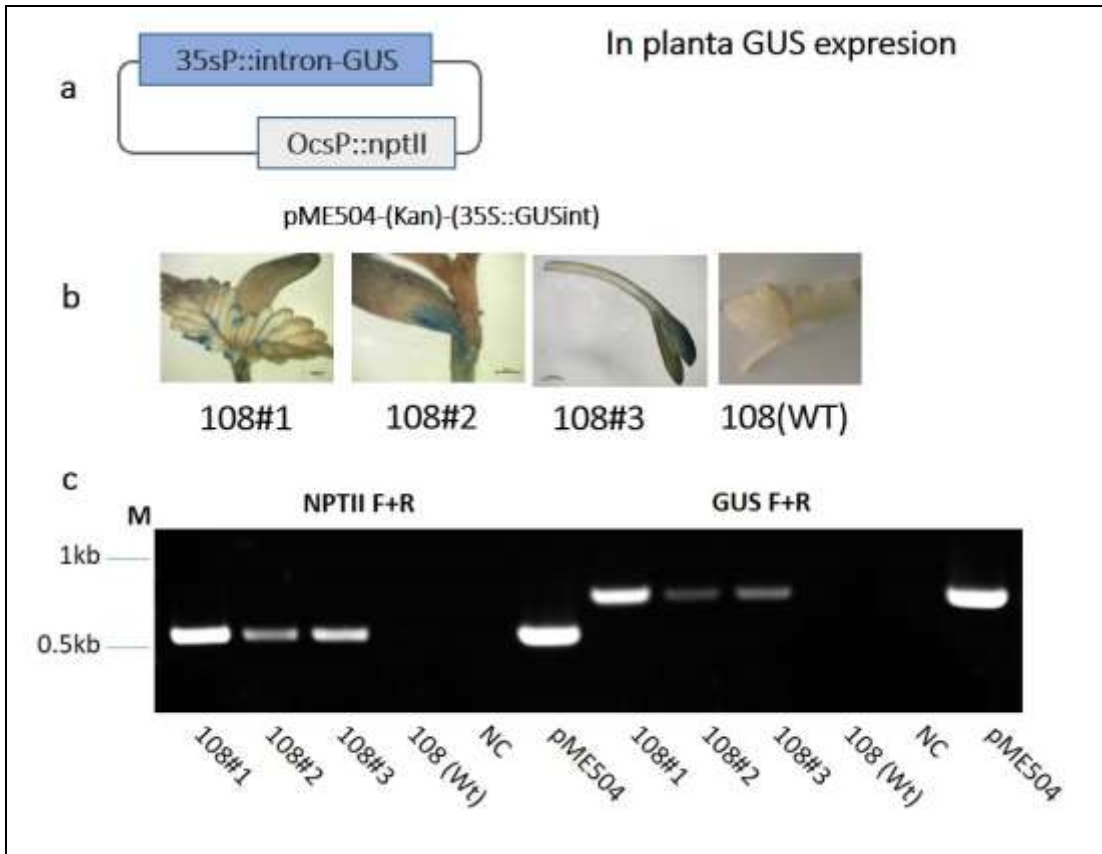 In planta GUS expresion
a
35sP::intron-GUS
OcsP::nptII
pME504-(Kan)-(35S::GUSint)
b
108#1 108#2 108#3 108(WT)
c
NPTII F+R GUS F+R
M
1kb
0.5kb
108#1 108#2 108#3 108 (Wt) NC pME504 108#1 108#2 108#3 108 (Wt) NC pME504